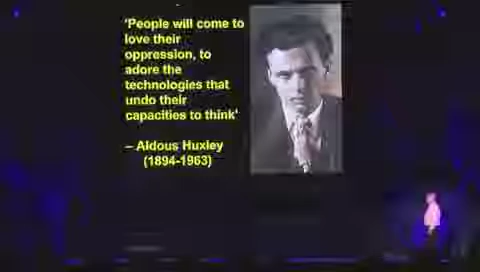 'People will come to
love their
oppression, to
adore the
technologies that
undo their
capacities to think'
– Aldous Huxley
(1894-1963)